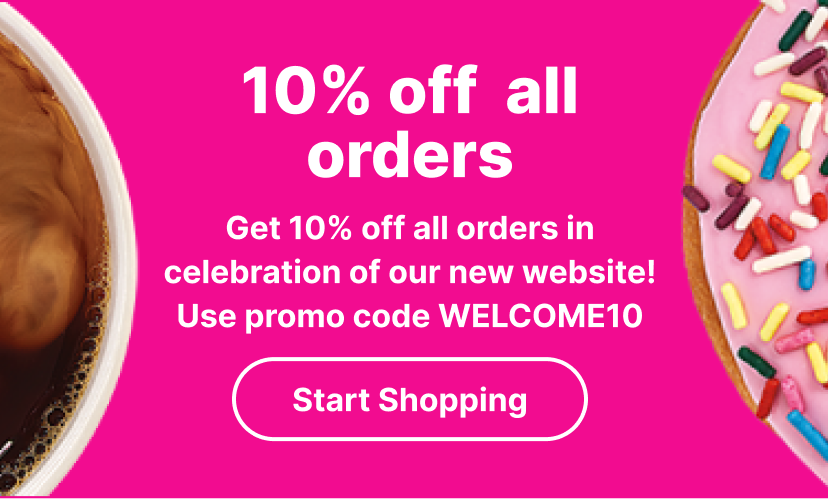 10% off all
orders
Get 10% off all orders in
celebration of our new website!
Use promo code WELCOME10
Start Shopping